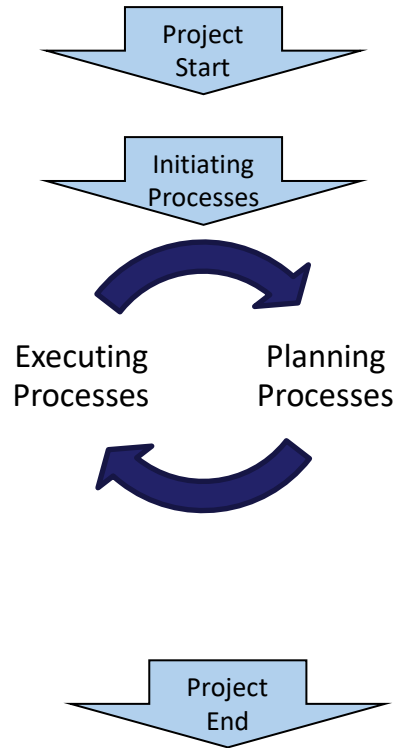 Project
Start
Initiating
Processes
Executing
Processes
Planning
Processes
Project
End